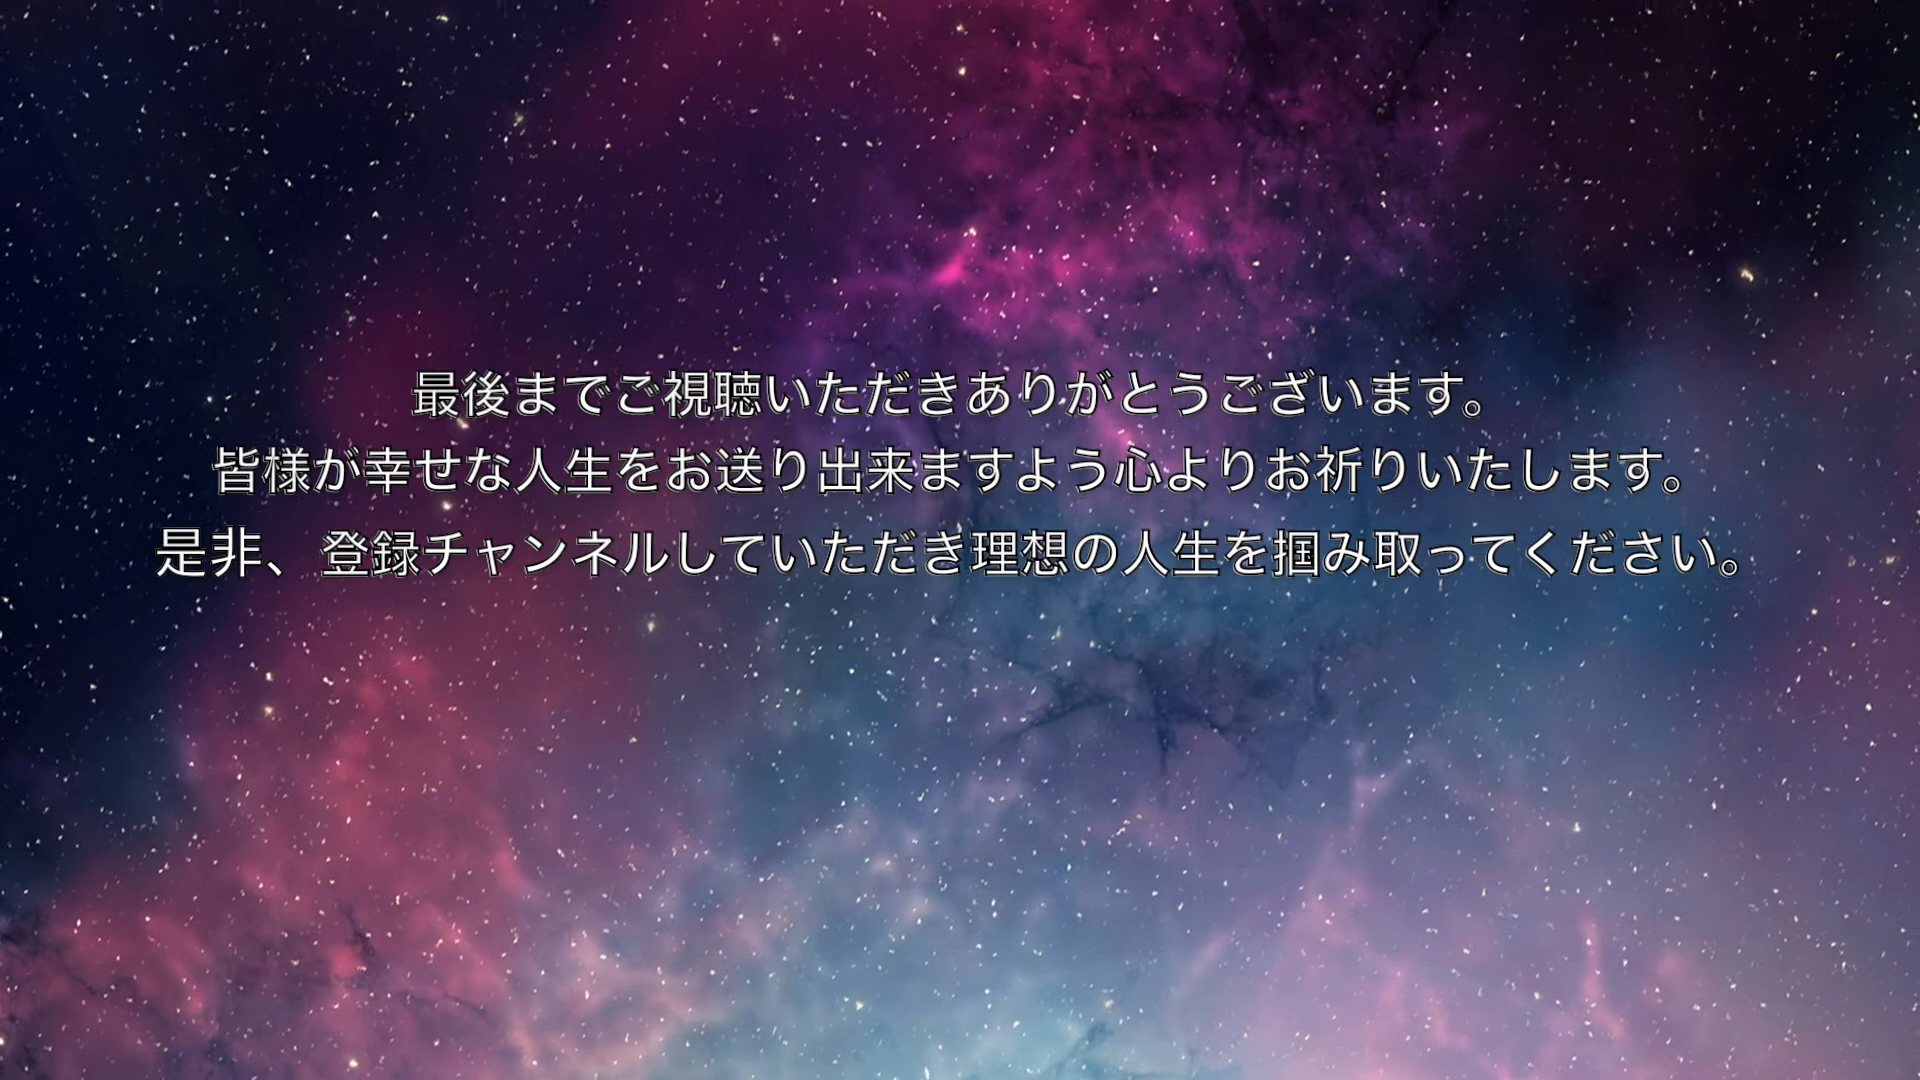 最後までご視聴いただきありがとうございます。
皆様が幸せな人生をお送り出来ますよう心よりお祈りいたします。
是非、登録チャンネルしていただき理想の人生を掴み取ってください。